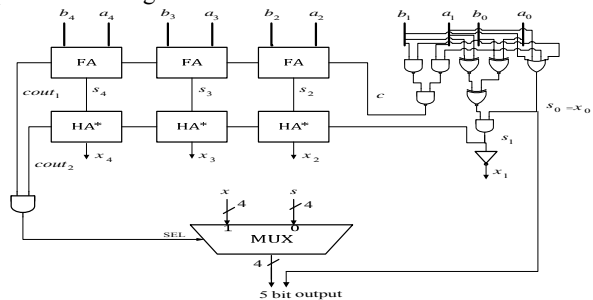 b4 a4 b3 a3 b2 a2 b1 a1 b0 a0
FA FA FA
cout1 s4 s3 s2 c
s0 = x0
HA* HA* HA* s1
cout2 x4 x3 x2 x1
x s
4 4
1 0
SEL MUX
4
5 bit output